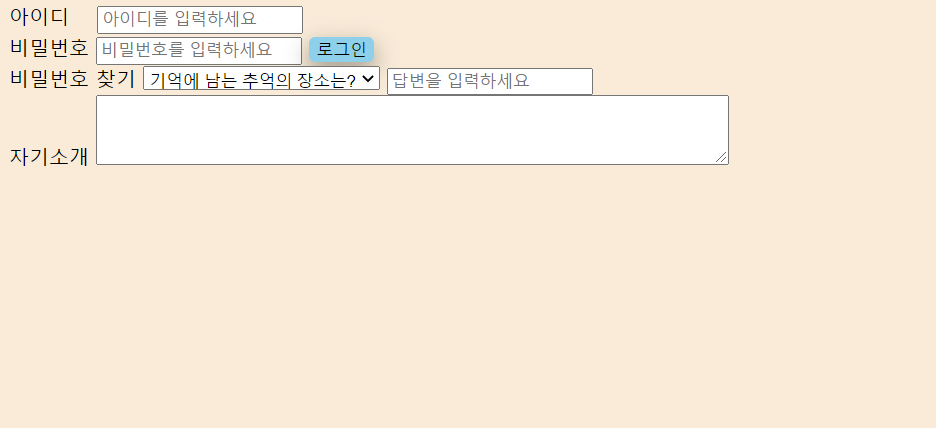 아이디 아이디를 입력하세요
비밀번호 비밀번호를 입력하세요 로그인
비밀번호 찾기 기억에 남는 추억의 장소는? 답변을 입력하세요
자기소개